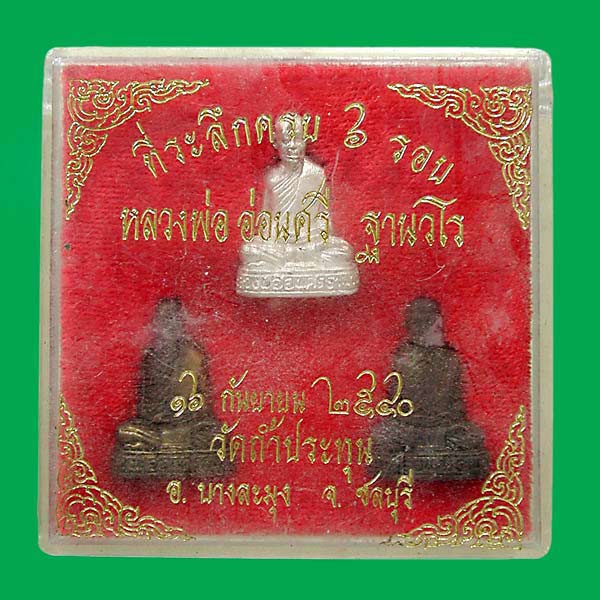 ที่ระลึกครบ ๖ รอบ
หลวงพ่ออ่อนศรี ฐานวโร
๑๖ กันยายน ๒๕๔๐
วัดถ้ำประทุน
อ. บางละมุง จ. ชลบุรี